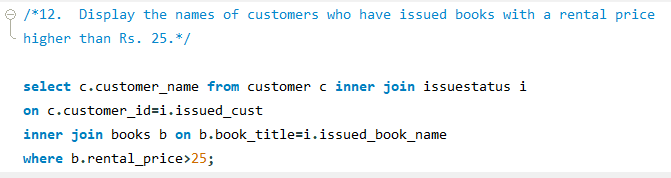 /*12.  Display the names of customers who have issued books with a rental price
higher than Rs. 25.*/
select c.customer_name from customer c inner join issuestatus i
on c.customer_id=i.issued_cust
inner join books b on b.book_title=i.issued_book_name
where b.rental_price>25;